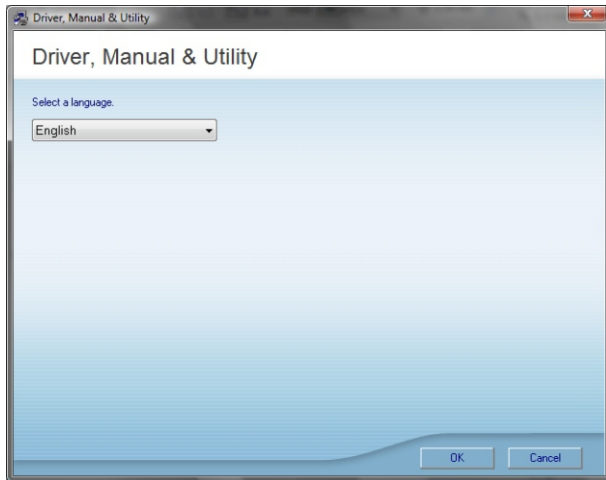 Driver, Manual & Utility
Driver, Manual & Utility
Select a language.
English
OK
Cancel